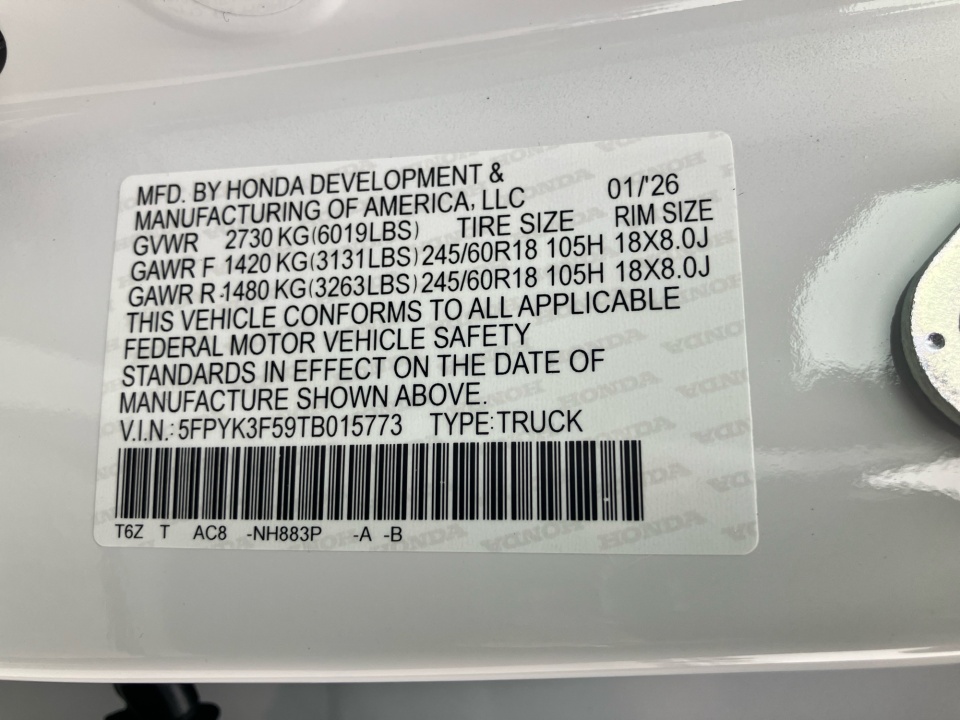 MFD. BY HONDA DEVELOPMENT &
MANUFACTURING OF AMERICA, LLC 01/'26
GVWR 2730 KG(6019LBS) TIRE SIZE RIM SIZE
GAWR F 1420 KG(3131LBS) 245/60R18 105H 18X8.0J
GAWR R 1480 KG(3263LBS) 245/60R18 105H 18X8.0J
THIS VEHICLE CONFORMS TO ALL APPLICABLE
FEDERAL MOTOR VEHICLE SAFETY
STANDARDS IN EFFECT ON THE DATE OF
MANUFACTURE SHOWN ABOVE.
V.I.N.: 5FPYK3F59TB015773 TYPE: TRUCK
T6Z T AC8 -NH883P -A -B